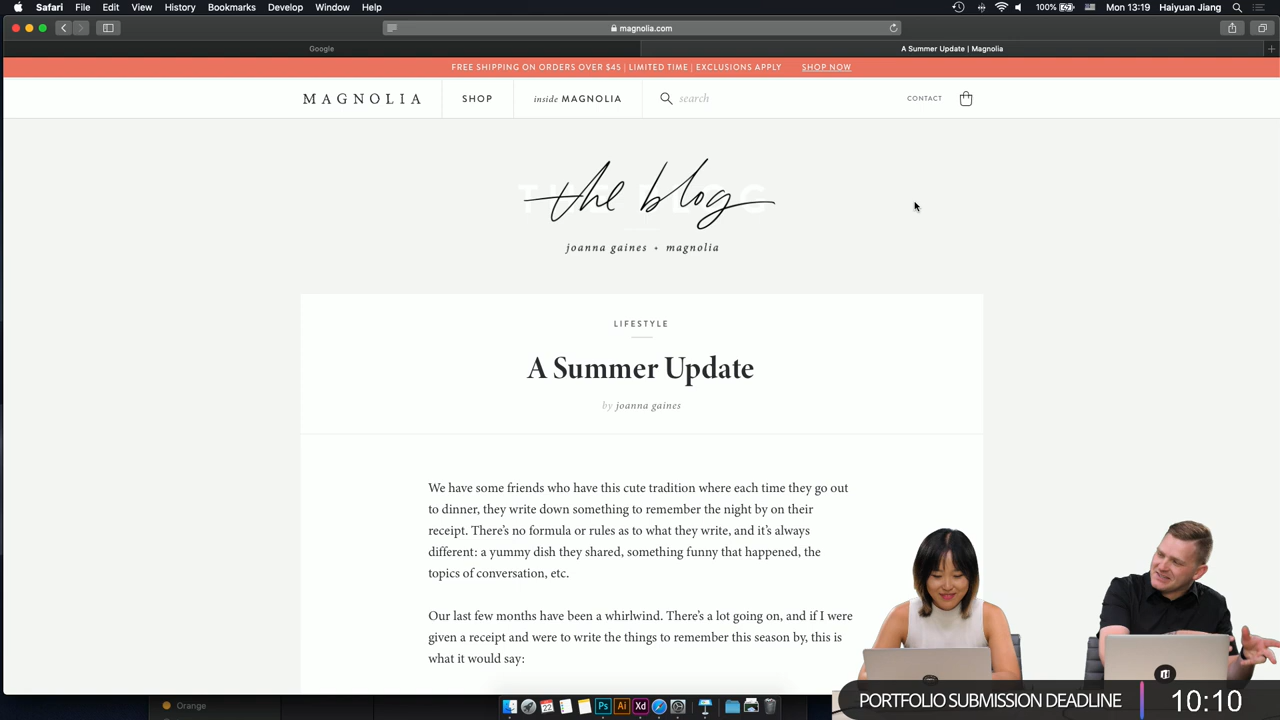 Safari File Edit View History Bookmarks Develop Window Help 100% Mon 13:19 Haiyuan Jiang
magnolia.com
Google A Summer Update | Magnolia
FREE SHIPPING ON ORDERS OVER $45 | LIMITED TIME | EXCLUSIONS APPLY SHOP NOW
MAGNOLIA SHOP inside MAGNOLIA search CONTACT
THE BLOG
the blog
joanna gaines + magnolia
LIFESTYLE
A Summer Update
by joanna gaines
We have some friends who have this cute tradition where each time they go out
to dinner, they write down something to remember the night by on their
receipt. There's no formula or rules as to what they write, and it's always
different: a yummy dish they shared, something funny that happened, the
topics of conversation, etc.
Our last few months have been a whirlwind. There's a lot going on, and if I were
given a receipt and were to write the things to remember this season by, this is
what it would say:
Orange
Ps Ai Xd
PORTFOLIO SUBMISSION DEADLINE 10:10